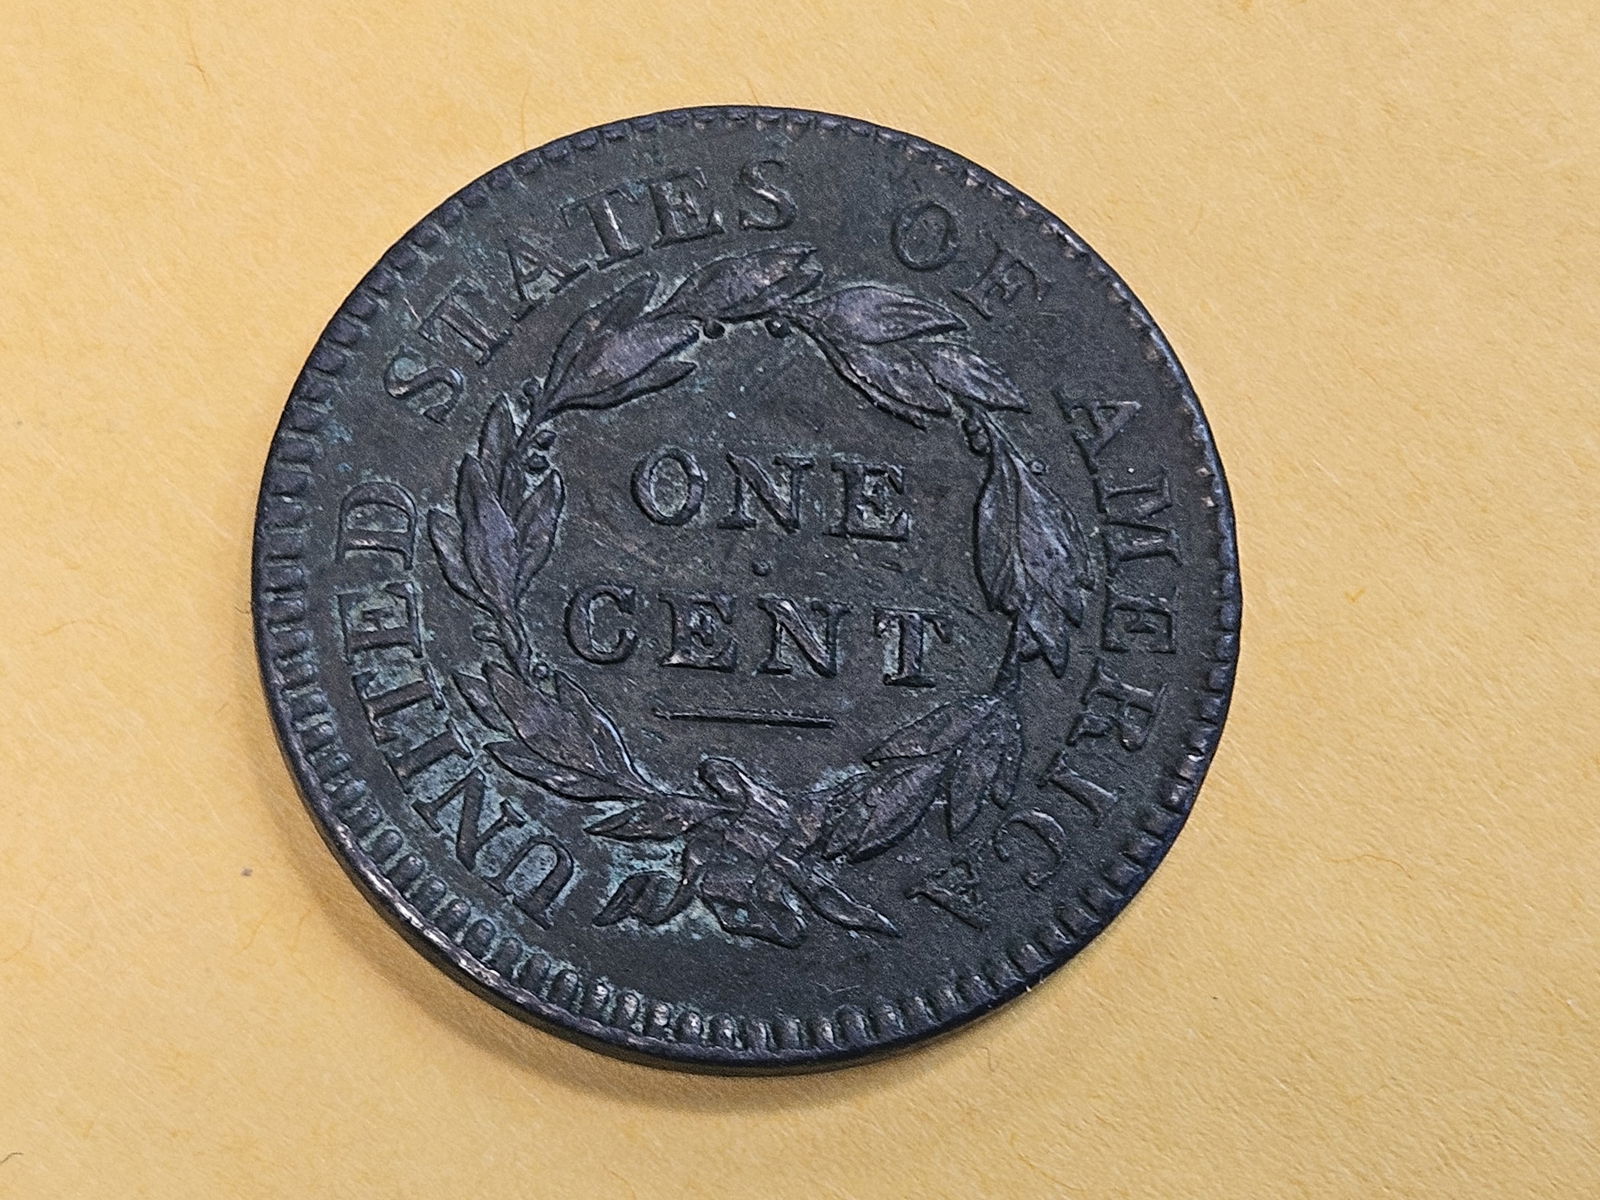 UNITED STATES OF AMERICA
ONE
CENT